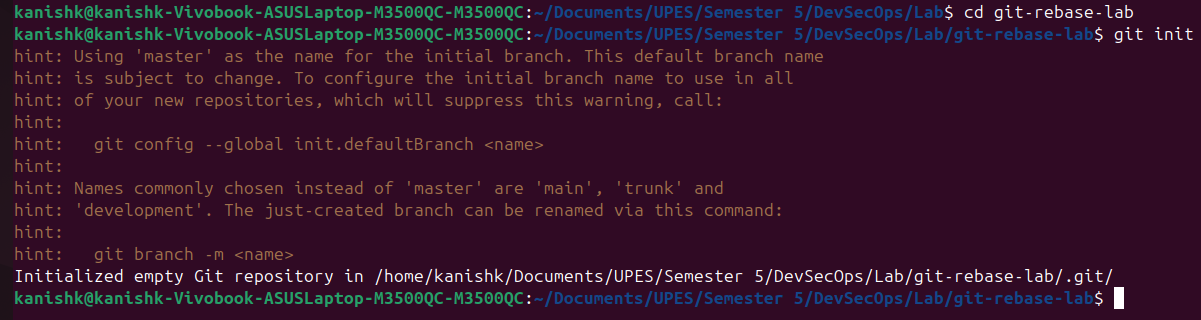 kanishk@kanishk-Vivobook-ASUSLaptop-M3500QC-M3500QC:~/Documents/UPES/Semester 5/DevSecOps/Lab$ cd git-rebase-lab
kanishk@kanishk-Vivobook-ASUSLaptop-M3500QC-M3500QC:~/Documents/UPES/Semester 5/DevSecOps/Lab/git-rebase-lab$ git init
hint: Using 'master' as the name for the initial branch. This default branch name
hint: is subject to change. To configure the initial branch name to use in all
hint: of your new repositories, which will suppress this warning, call:
hint:
hint:   git config --global init.defaultBranch <name>
hint:
hint: Names commonly chosen instead of 'master' are 'main', 'trunk' and
hint: 'development'. The just-created branch can be renamed via this command:
hint:
hint:   git branch -m <name>
Initialized empty Git repository in /home/kanishk/Documents/UPES/Semester 5/DevSecOps/Lab/git-rebase-lab/.git/
kanishk@kanishk-Vivobook-ASUSLaptop-M3500QC-M3500QC:~/Documents/UPES/Semester 5/DevSecOps/Lab/git-rebase-lab$